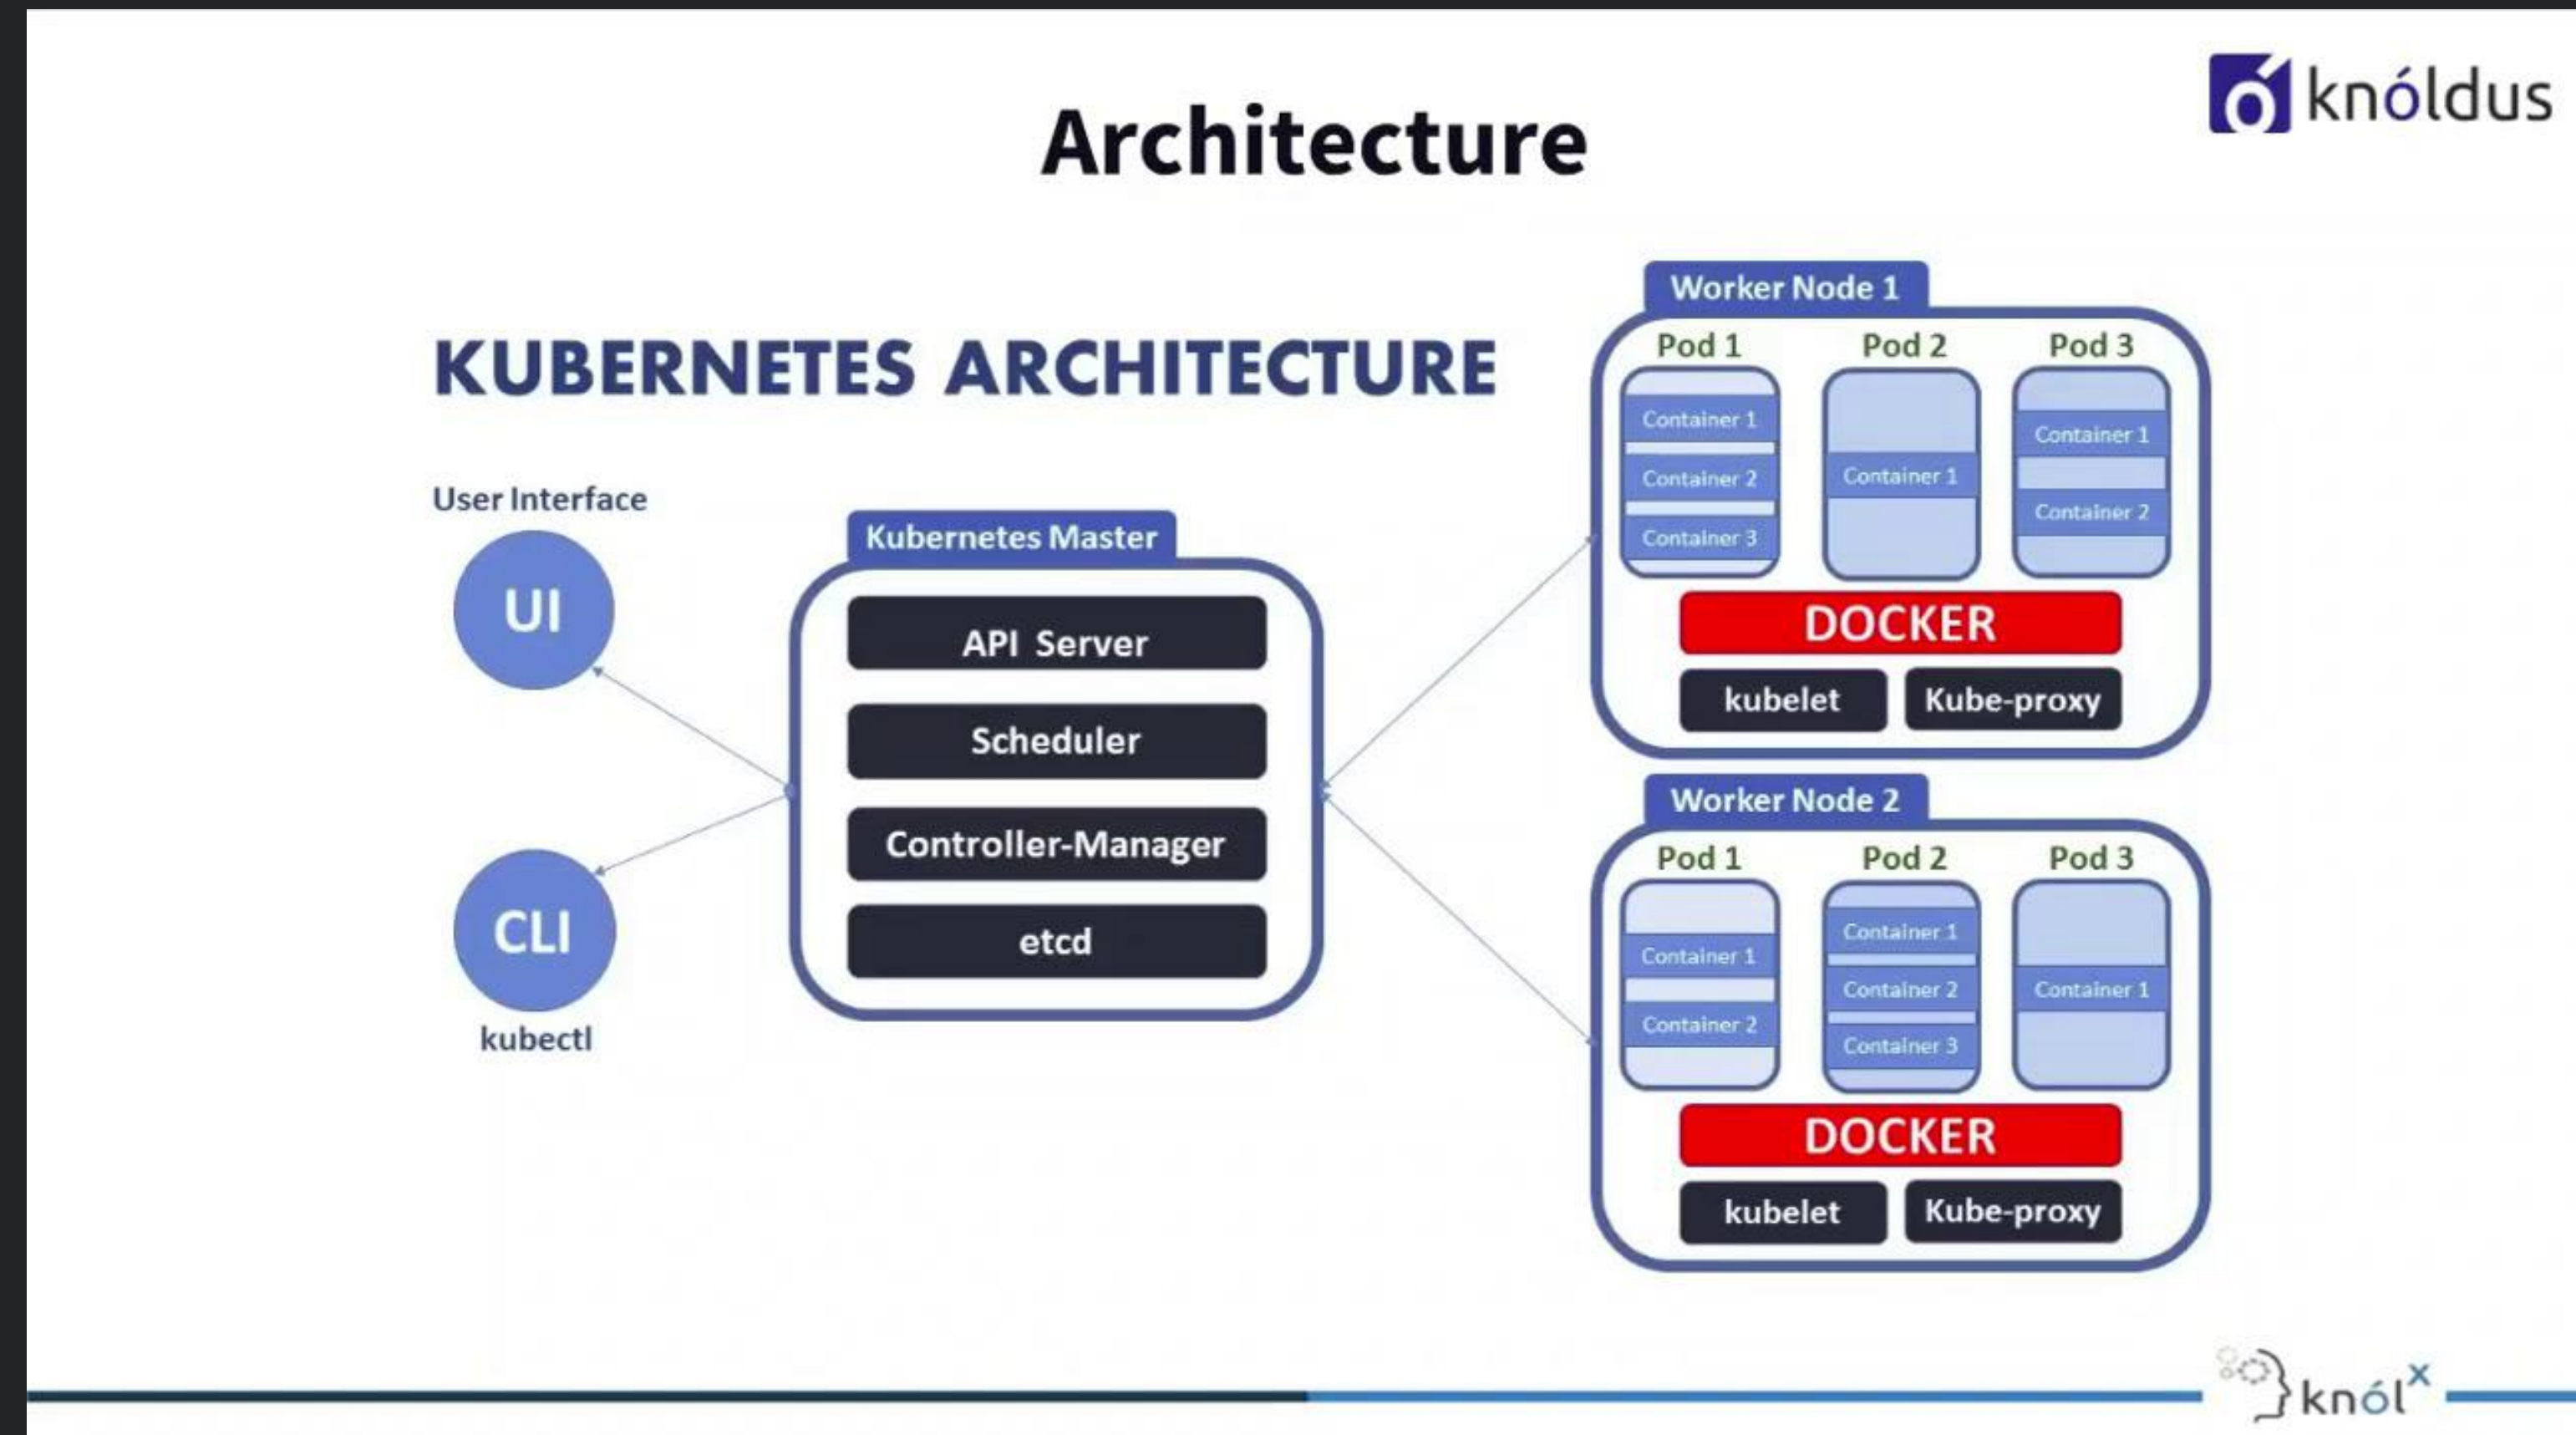 knóldus
Architecture
KUBERNETES ARCHITECTURE
User Interface
UI
CLI
kubectl
Kubernetes Master
API Server
Scheduler
Controller-Manager
etcd
Worker Node 1
Pod 1
Container 1
Container 2
Container 3
Pod 2
Container 1
Pod 3
Container 1
Container 2
DOCKER
kubelet
Kube-proxy
Worker Node 2
Pod 1
Container 1
Container 2
Pod 2
Container 1
Container 2
Container 3
Pod 3
Container 1
DOCKER
kubelet
Kube-proxy
knólx